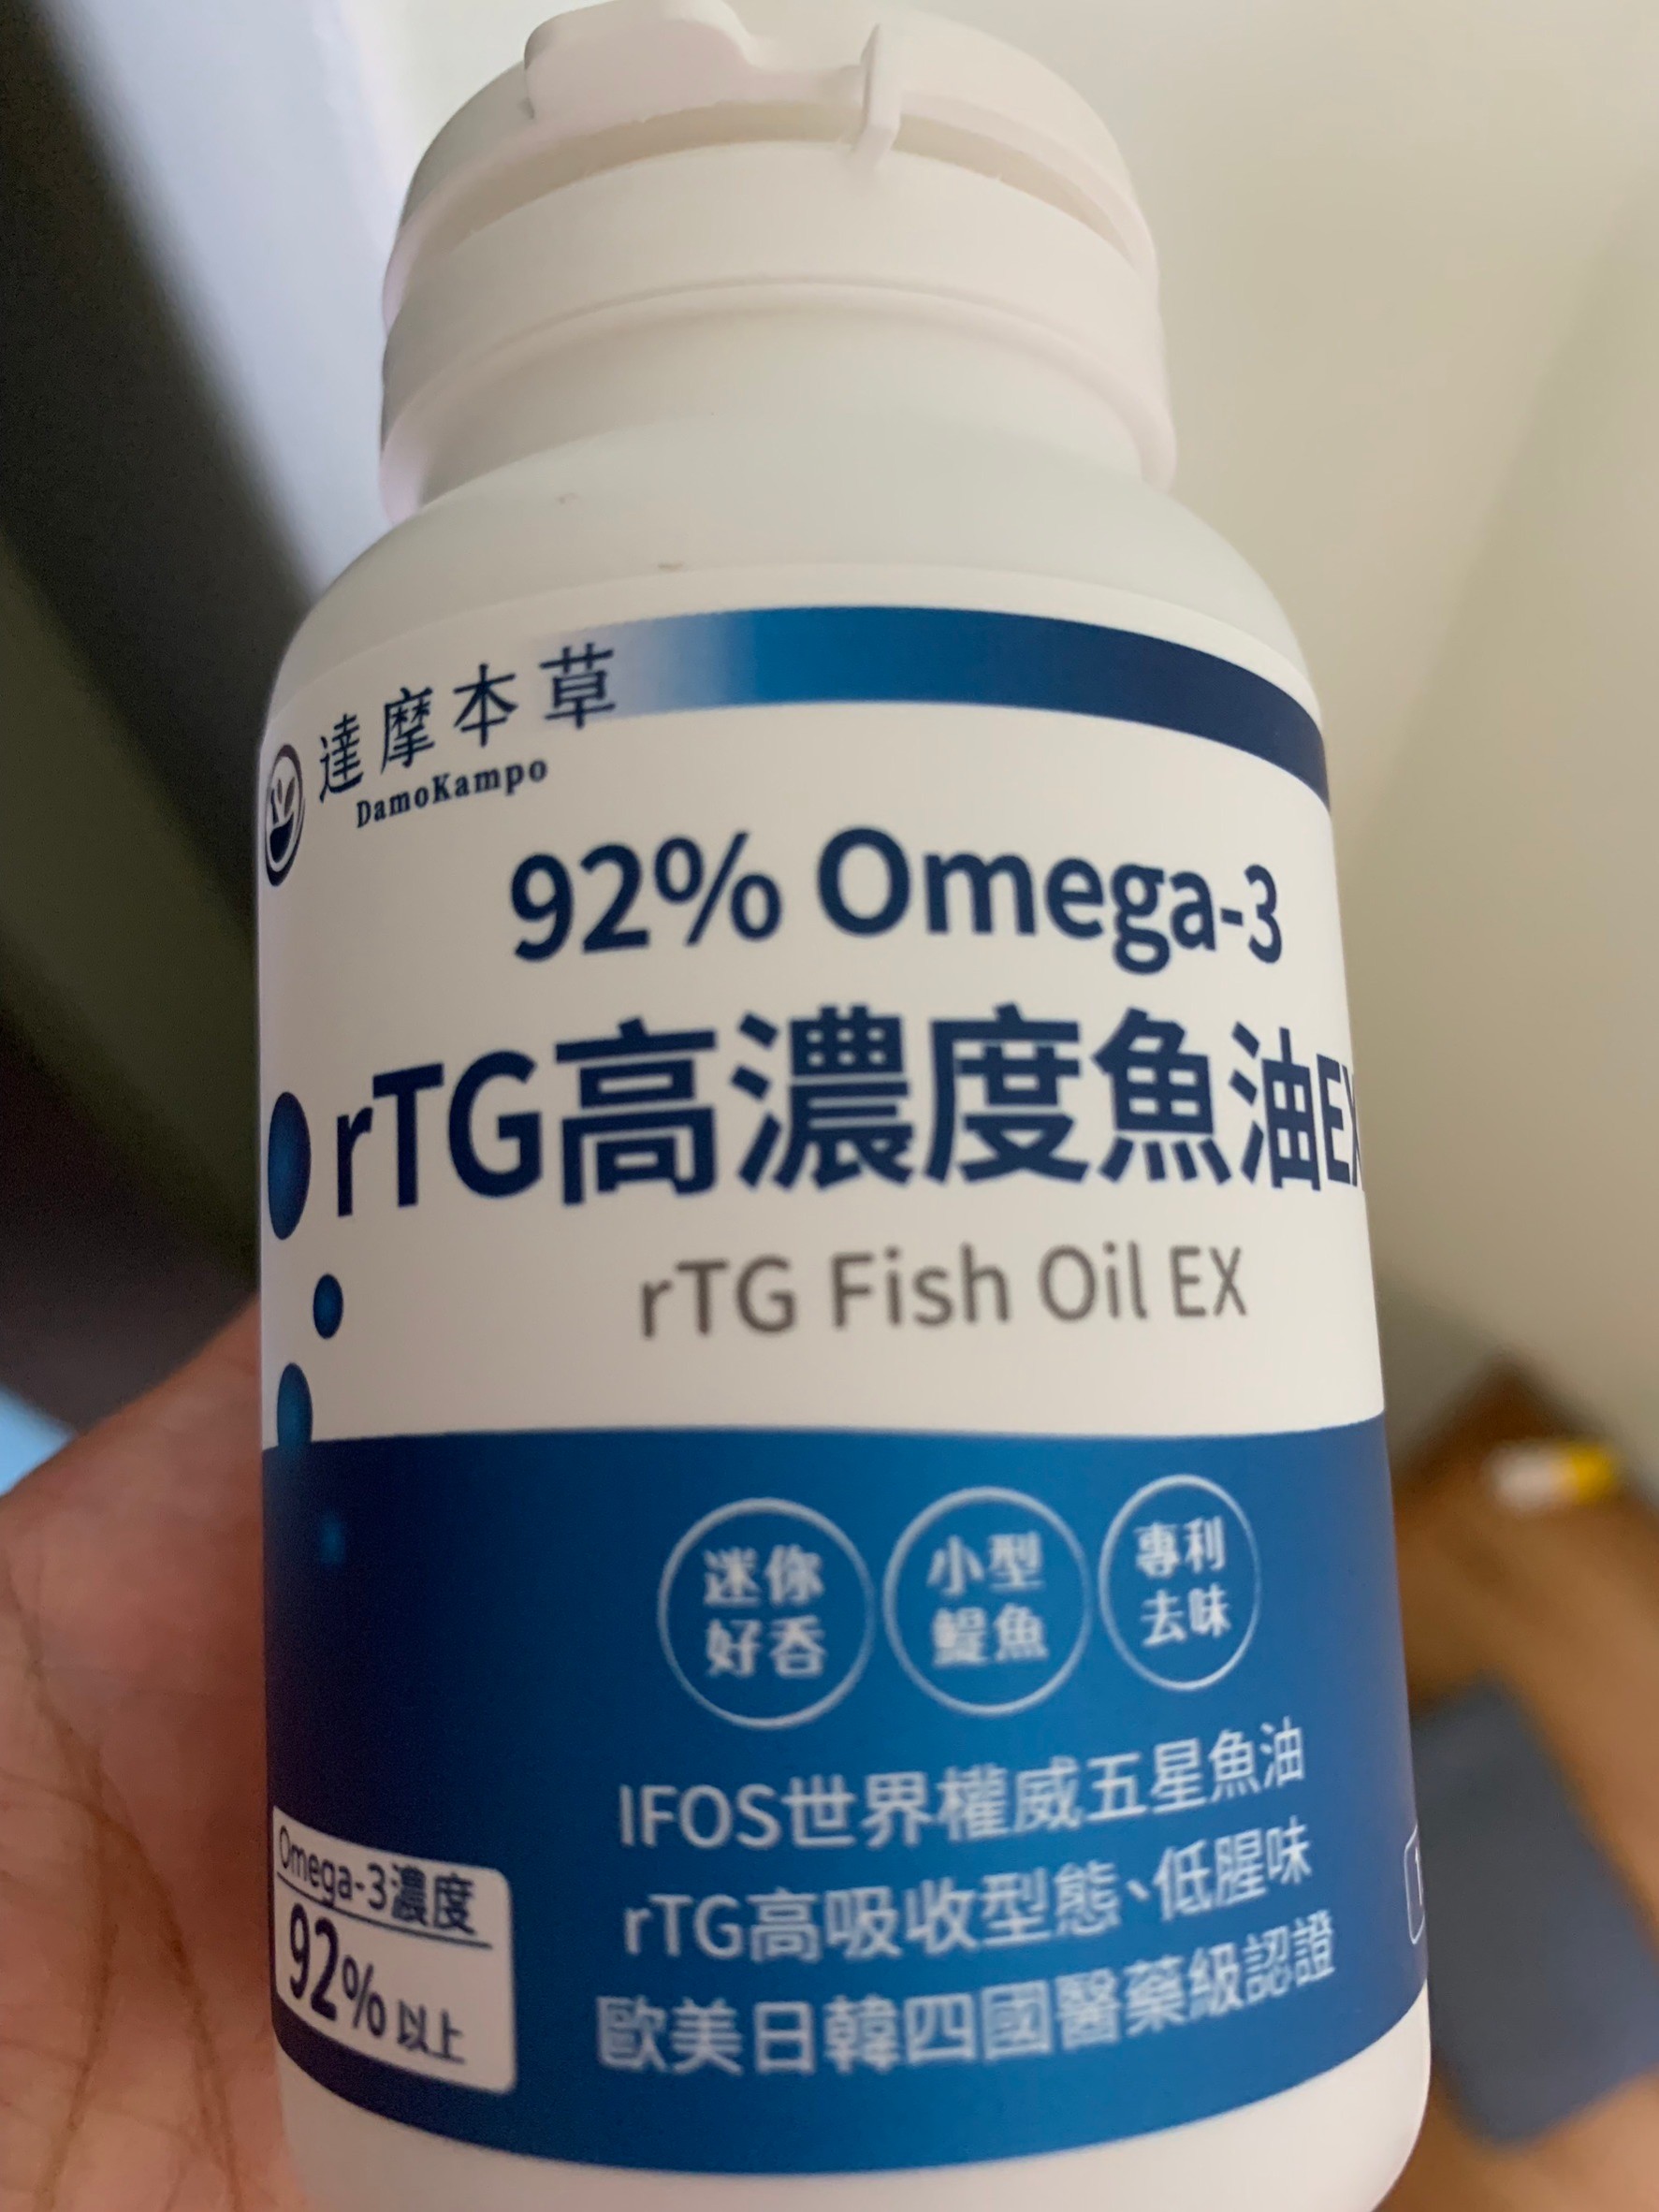 達摩本草
DamoKampo
92% Omega-3
rTG高濃度魚油EX
rTG Fish Oil EX
迷你
好吞
小型
鯷魚
專利
去味
IFOS世界權威五星魚油
rTG高吸收型態、低腥味
歐美日韓四國醫藥級認證
Omega-3濃度
92%以上